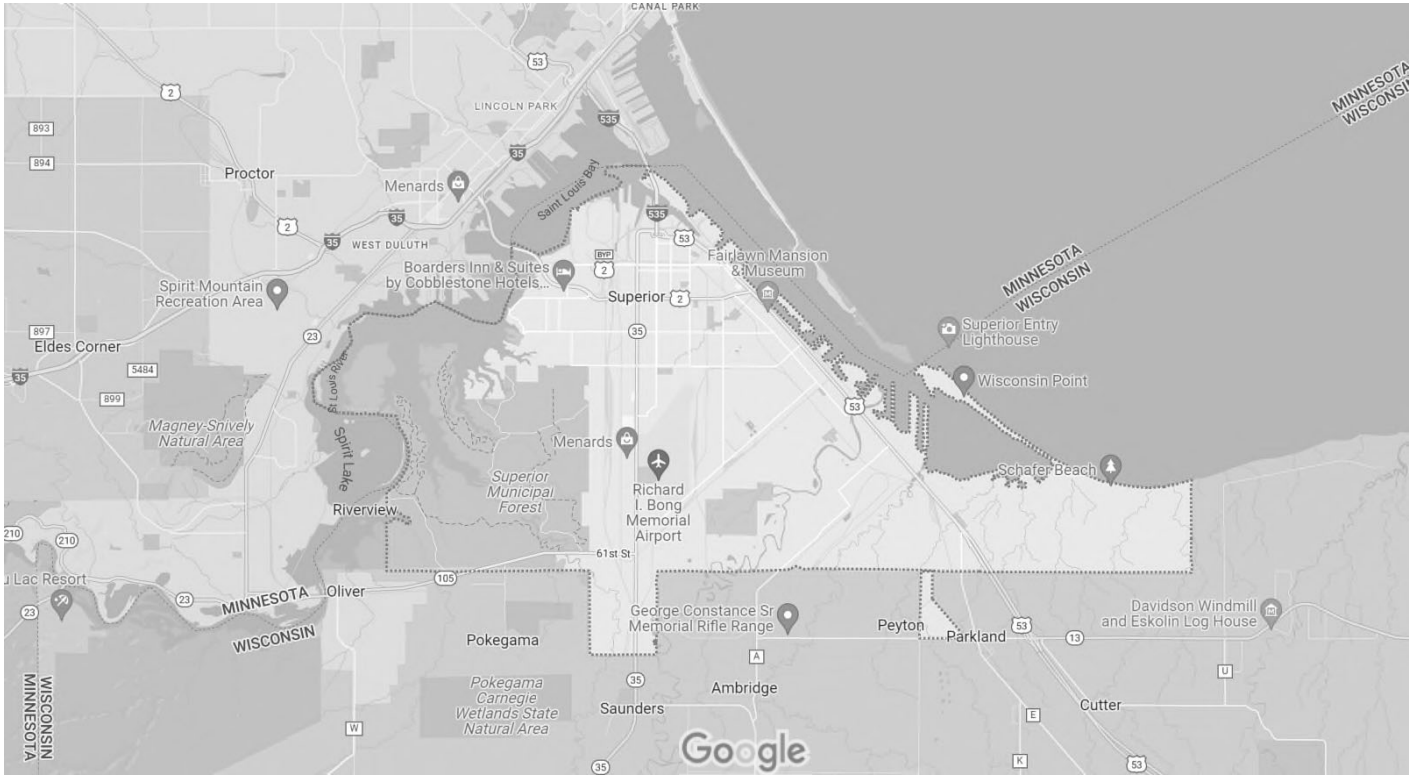 CANAL PARK
53
2
LINCOLN PARK
MINNESOTA
WISCONSIN
893
535
35
894
Proctor
Menards
Saint Louis Bay
2
35
35
535
53
WEST DULUTH
BYP
2
Fairlawn Mansion
& Museum
MINNESOTA
WISCONSIN
Boarders Inn & Suites
by Cobblestone Hotels...
Spirit Mountain
Recreation Area
Superior
2
897
23
35
Superior Entry
Lighthouse
Eldes Corner
St Louis River
5484
35
Wisconsin Point
899
53
Magney-Snively
Natural Area
Spirit Lake
Menards
Schafer Beach
Superior
Municipal
Forest
Richard
I. Bong
Memorial
Airport
Riverview
210
210
61st St
u Lac Resort
105
23
23
MINNESOTA
WISCONSIN
Oliver
George Constance Sr
Memorial Rifle Range
Peyton
Parkland
53
13
Davidson Windmill
and Eskolin Log House
Pokegama
A
U
WISCONSIN
MINNESOTA
Pokegama
Carnegie
Wetlands State
Natural Area
35
Ambridge
Saunders
Cutter
W
E
Google
35
K
53